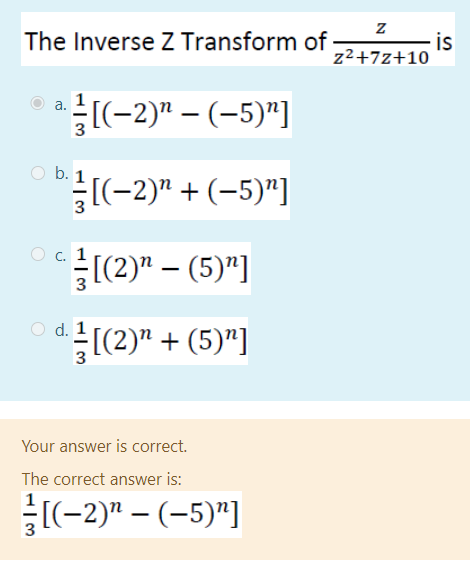 The Inverse Z Transform of z/(z²+7z+10) is
a. 1/3 [(−2)ⁿ − (−5)ⁿ]
b. 1/3 [(−2)ⁿ + (−5)ⁿ]
c. 1/3 [(2)ⁿ − (5)ⁿ]
d. 1/3 [(2)ⁿ + (5)ⁿ]
Your answer is correct.
The correct answer is:
1/3 [(−2)ⁿ − (−5)ⁿ]